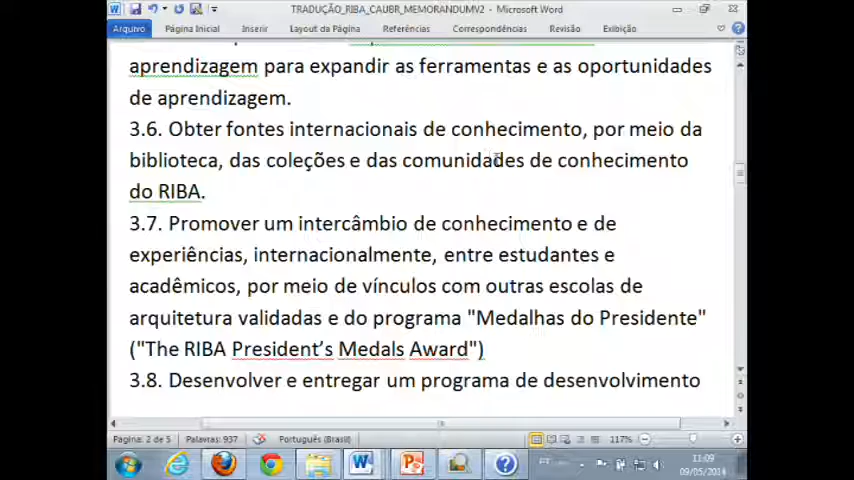 TRADUÇÃO_RIBA_CAUBR_MEMORANDUMV2 - Microsoft Word
Arquivo Página Inicial Inserir Layout da Página Referências Correspondências Revisão Exibição
aprendizagem para expandir as ferramentas e as oportunidades
de aprendizagem.
3.6. Obter fontes internacionais de conhecimento, por meio da
biblioteca, das coleções e das comunidades de conhecimento
do RIBA.
3.7. Promover um intercâmbio de conhecimento e de
experiências, internacionalmente, entre estudantes e
acadêmicos, por meio de vínculos com outras escolas de
arquitetura validadas e do programa "Medalhas do Presidente"
("The RIBA President's Medals Award")
3.8. Desenvolver e entregar um programa de desenvolvimento
Página: 2 de 5 Palavras: 937 Português (Brasil) 117%
PT 11:09
09/05/2014